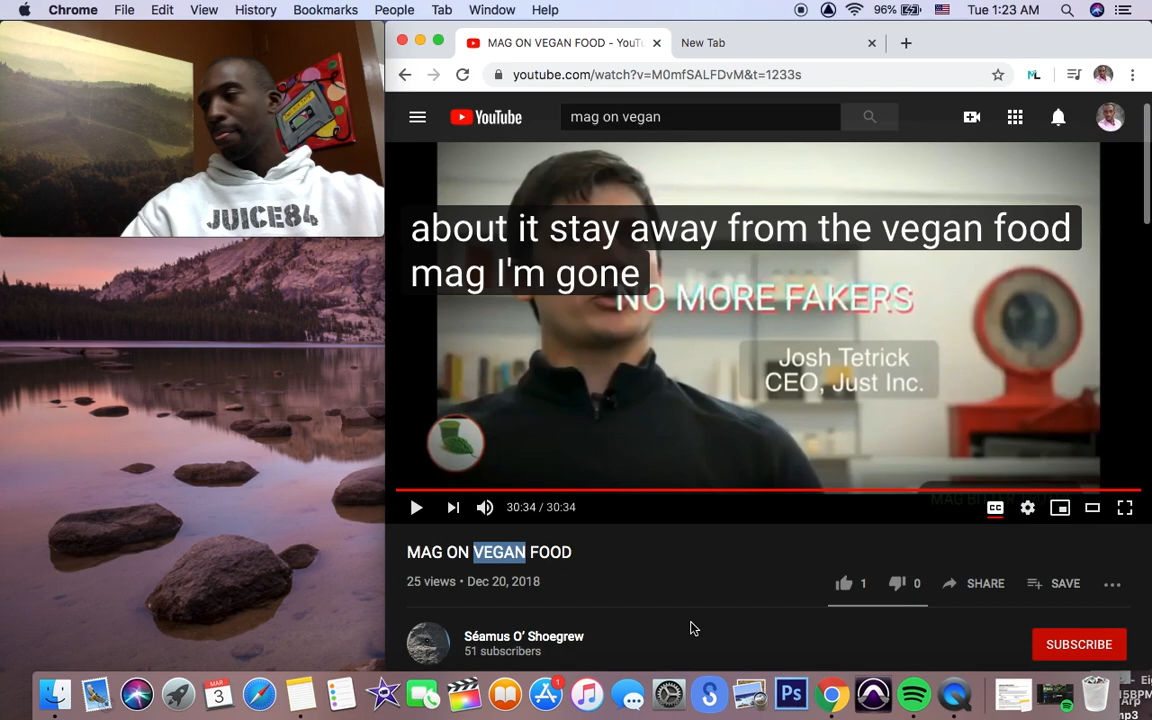 Chrome File Edit View History Bookmarks People Tab Window Help 96% Tue 1:23 AM
JUICE84
MAG ON VEGAN FOOD - YouTu
New Tab
youtube.com/watch?v=M0mfSALFDvM&t=1233s
YouTube
mag on vegan
about it stay away from the vegan food
mag I'm gone
NO MORE FAKERS
Josh Tetrick
CEO, Just Inc.
30:34 / 30:34
CC
MAG ON VEGAN FOOD
25 views • Dec 20, 2018
1 0 SHARE SAVE
Séamus O' Shoegrew
51 subscribers
SUBSCRIBE
MAR
3
1
Ps